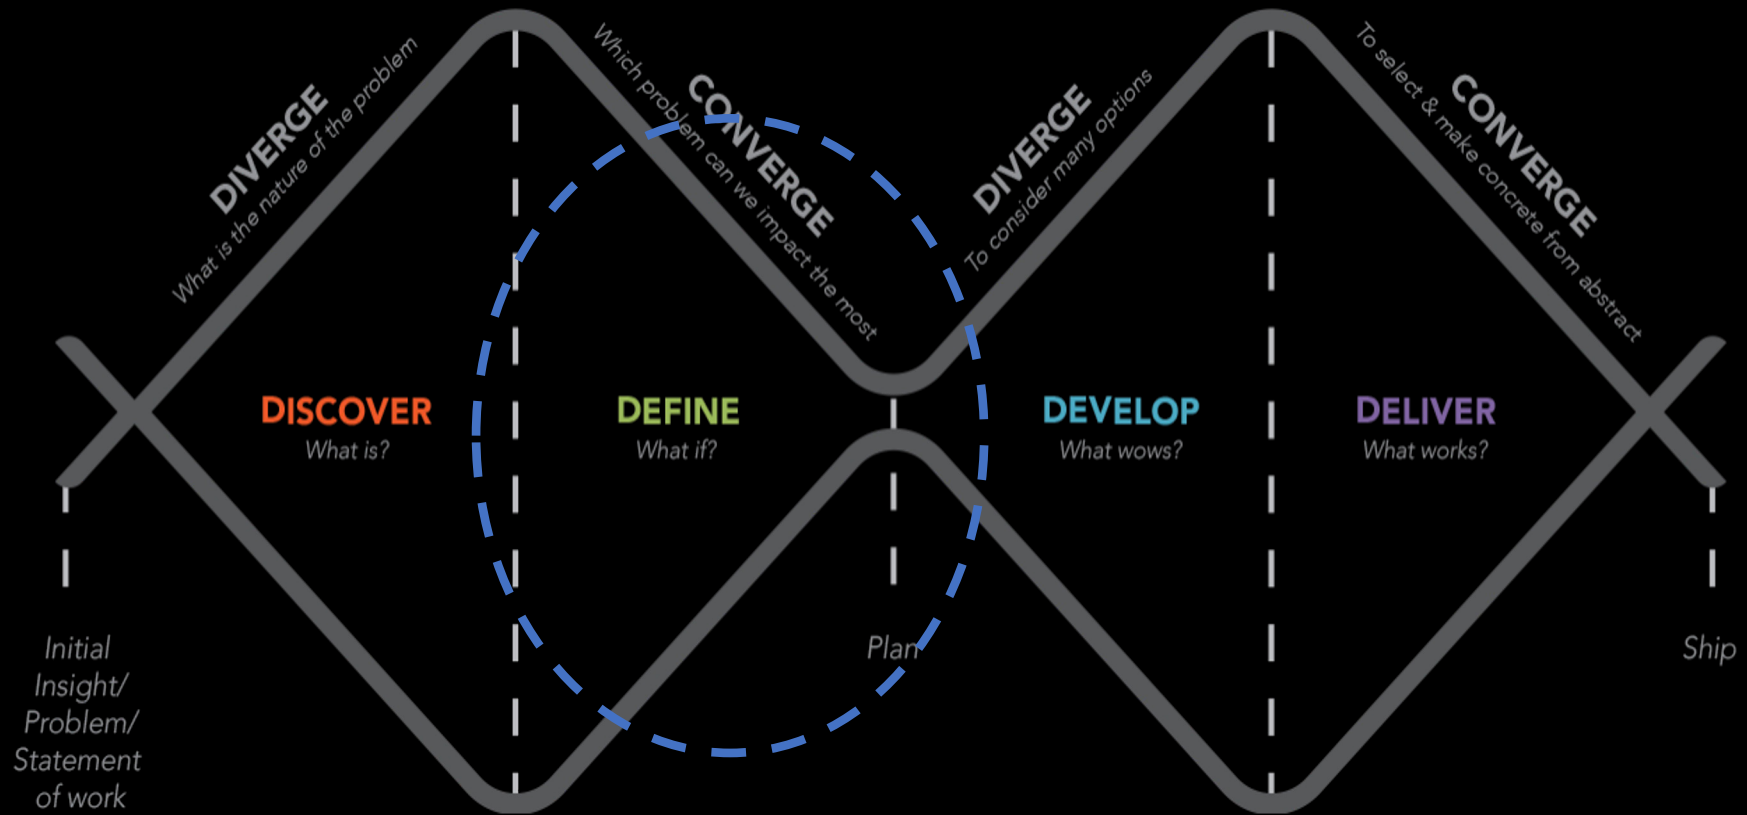 DIVERGE
What is the nature of the problem
Which problem can we impact the most
CONVERGE
DIVERGE
To consider many options
To select & make concrete from abstract
CONVERGE
DISCOVER
What is?
DEFINE
What if?
DEVELOP
What wows?
DELIVER
What works?
Initial
Insight/
Problem/
Statement
of work
Plan
Ship